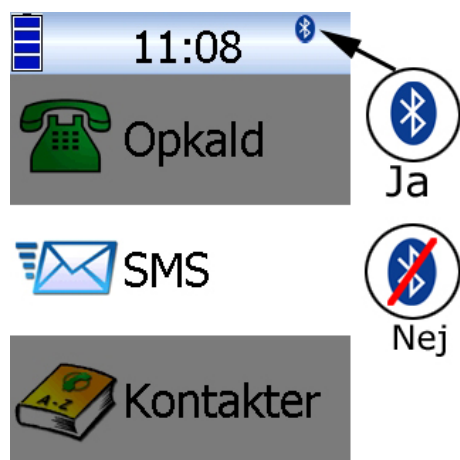 11:08
Opkald
Ja
SMS
Nej
A-Z
Kontakter